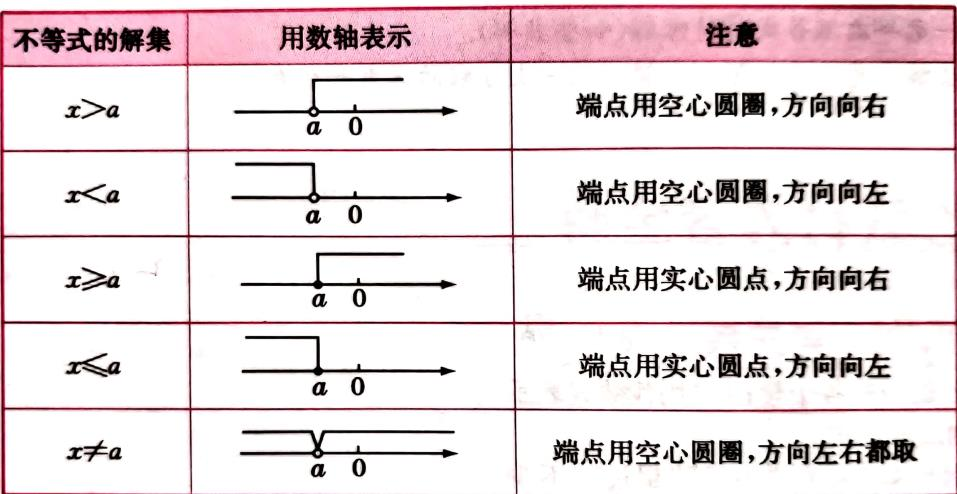 不等式的解集 用数轴表示 注意
x>a a 0 端点用空心圆圈,方向向右
x<a a 0 端点用空心圆圈,方向向左
x⩾a a 0 端点用实心圆点,方向向右
x⩽a a 0 端点用实心圆点,方向向左
x≠a a 0 端点用空心圆圈,方向左右都取